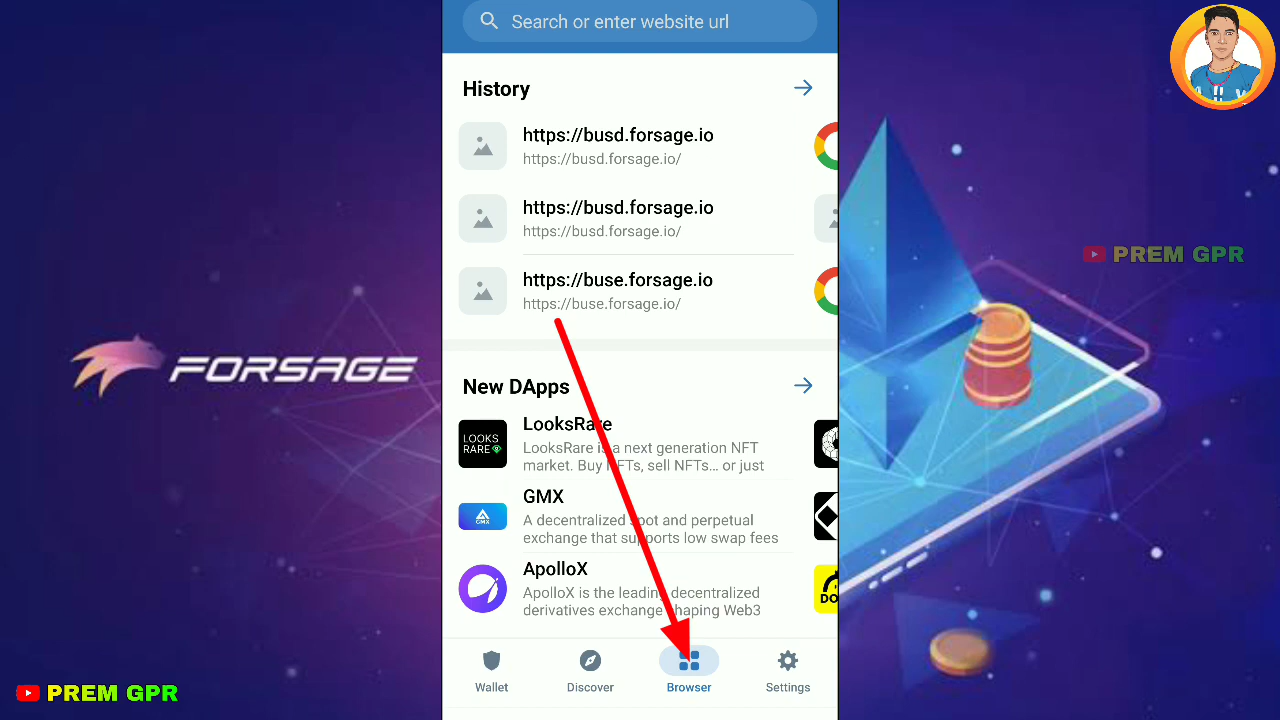 Search or enter website url
History
https://busd.forsage.io
https://busd.forsage.io/
https://busd.forsage.io
https://busd.forsage.io/
https://buse.forsage.io
https://buse.forsage.io/
New DApps
LooksRare
LooksRare is a next generation NFT
market. Buy NFTs, sell NFTs... or just
LOOKS
RARE
GMX
A decentralized spot and perpetual
exchange that supports low swap fees
GMX
ApolloX
ApolloX is the leading decentralized
derivatives exchange shaping Web3
DO
Wallet
Discover
Browser
Settings
FORSAGE
PREM GPR
PREM GPR